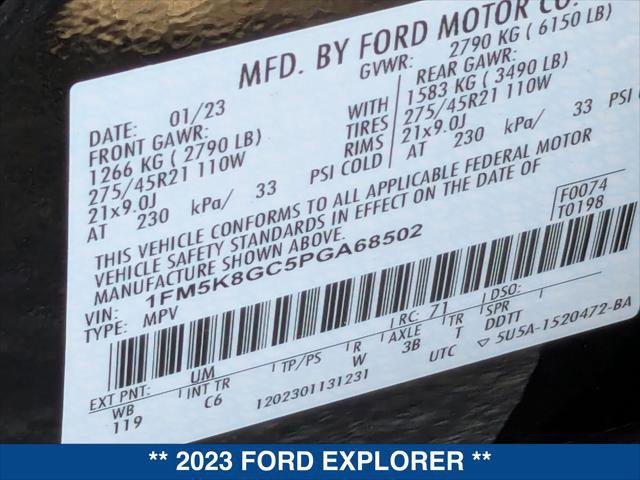 MFD. BY FORD MOTOR CO.
DATE: 01/23 GVWR: 2790 KG ( 6150 LB)
FRONT GAWR: REAR GAWR:
1266 KG ( 2790 LB) WITH 1583 KG ( 3490 LB)
275/45R21 110W TIRES 275/45R21 110W
21x9.0J RIMS 21x9.0J
AT 230 kPa/ 33 PSI COLD AT 230 kPa/ 33 PSI
THIS VEHICLE CONFORMS TO ALL APPLICABLE FEDERAL MOTOR
VEHICLE SAFETY STANDARDS IN EFFECT ON THE DATE OF
MANUFACTURE SHOWN ABOVE.
F0074
T0198
VIN: 1FM5K8GC5PGA68502
TYPE: MPV
EXT PNT: UM RC: 71 DSO:
WB INT TR TP/PS R AXLE TR SPR
119 C6 W 3B T DDTT
1202301131231 UTC 5U5A-1520472-BA
** 2023 FORD EXPLORER **